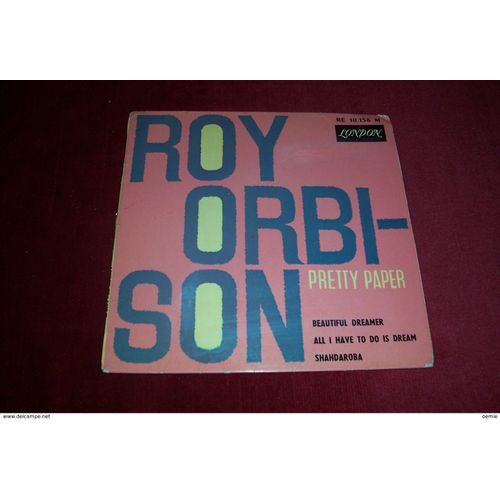 RE 10.156 M
LONDON
ROY
ORBI-
SON
PRETTY PAPER
BEAUTIFUL DREAMER
ALL I HAVE TO DO IS DREAM
SHAHDAROBA
www.delcampe.net
oemie